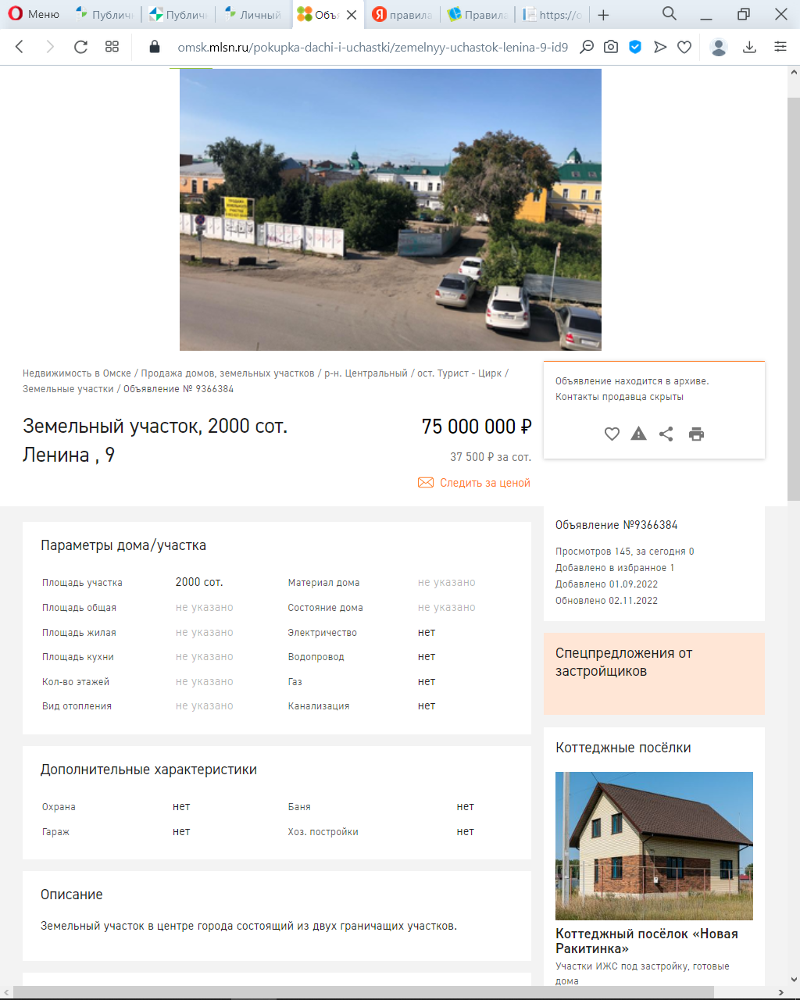 Меню
Публичн
Публичн
Личный
Объя
правила
Правила
https://о
omsk.mlsn.ru/pokupka-dachi-i-uchastki/zemelnyy-uchastok-lenina-9-id9
ПРОДАЖА
ЗЕМЕЛЬНОГО
УЧАСТКА
Недвижимость в Омске / Продажа домов, земельных участков / р-н. Центральный / ост. Турист - Цирк /
Земельные участки / Объявление № 9366384
Земельный участок, 2000 сот.
Ленина , 9
75 000 000 ₽
37 500 ₽ за сот.
Следить за ценой
Объявление находится в архиве.
Контакты продавца скрыты
Объявление №9366384
Просмотров 145, за сегодня 0
Добавлено в избранное 1
Добавлено 01.09.2022
Обновлено 02.11.2022
Параметры дома/участка
Площадь участка 2000 сот. Материал дома не указано
Площадь общая не указано Состояние дома не указано
Площадь жилая не указано Электричество нет
Площадь кухни не указано Водопровод нет
Кол-во этажей не указано Газ нет
Вид отопления не указано Канализация нет
Дополнительные характеристики
Охрана нет Баня нет
Гараж нет Хоз. постройки нет
Описание
Земельный участок в центре города состоящий из двух граничащих участков.
Спецпредложения от
застройщиков
Коттеджные посёлки
Коттеджный посёлок «Новая
Ракитинка»
Участки ИЖС под застройку, готовые
дома